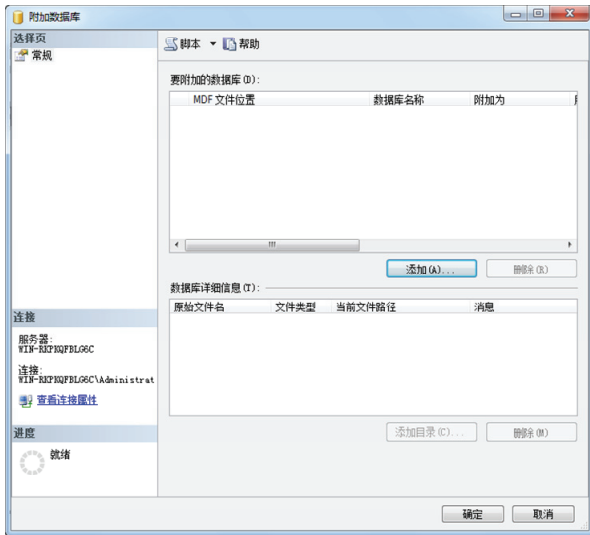 附加数据库
选择页
常规
脚本 帮助
要附加的数据库(D):
MDF 文件位置 数据库名称 附加为
添加(A)... 删除(R)
数据库详细信息(T):
原始文件名 文件类型 当前文件路径 消息
添加目录(C)... 删除(M)
连接
服务器:
WIN-RKPKQFBLG6C
连接:
WIN-RKPKQFBLG6C\Administrat
查看连接属性
进度
就绪
确定 取消